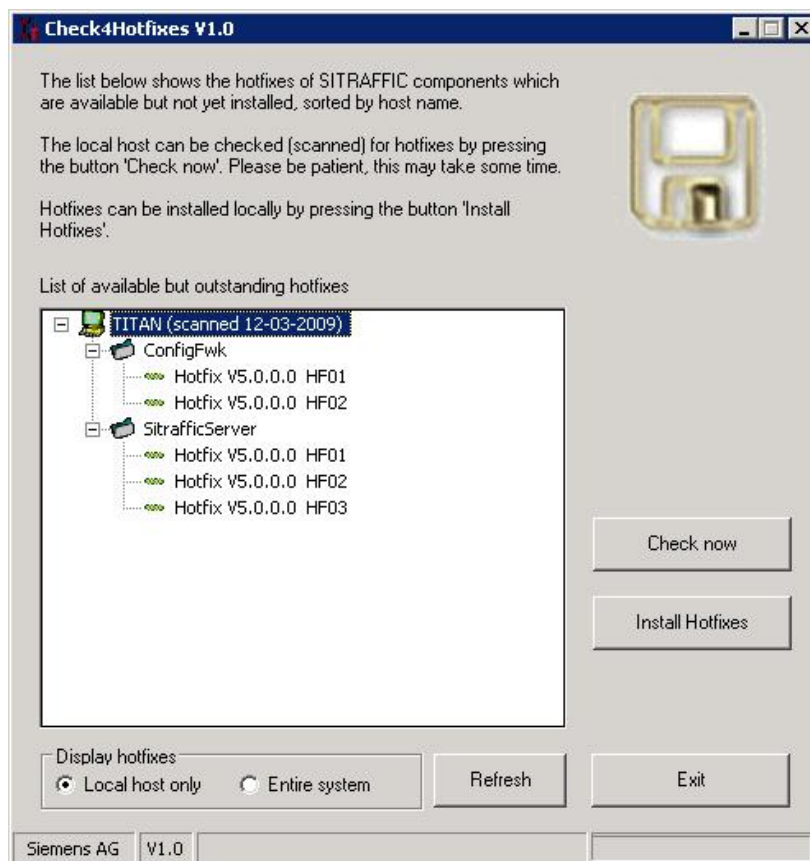 Check4Hotfixes V1.0
The list below shows the hotfixes of SITRAFFIC components which
are available but not yet installed, sorted by host name.
The local host can be checked (scanned) for hotfixes by pressing
the button 'Check now'. Please be patient, this may take some time.
Hotfixes can be installed locally by pressing the button 'Install
Hotfixes'.
List of available but outstanding hotfixes
TITAN (scanned 12-03-2009)
ConfigFwk
Hotfix V5.0.0.0 HF01
Hotfix V5.0.0.0 HF02
SitrafficServer
Hotfix V5.0.0.0 HF01
Hotfix V5.0.0.0 HF02
Hotfix V5.0.0.0 HF03
Check now
Install Hotfixes
Display hotfixes
Local host only
Entire system
Refresh
Exit
Siemens AG
V1.0